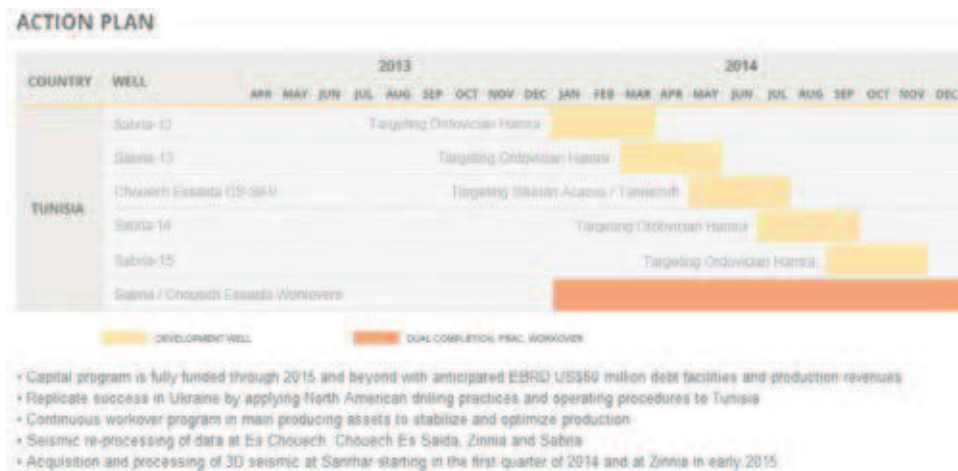 ACTION PLAN
2013 2014
COUNTRY WELL APR MAY JUN JUL AUG SEP OCT NOV DEC JAN FEB MAR APR MAY JUN JUL AUG SEP OCT NOV DEC
Sabria-12 Targeting Ordovician Hamra
Sabria-13 Targeting Ordovician Hamra
Chouech Essaida Targeting Silurian Acacus / Tannezuft
TUNISIA
Sabria-14 Targeting Ordovician Hamra
Sabria-15 Targeting Ordovician Hamra
Sabria / Chouech Essaida Workovers
DEVELOPMENT WELL DUAL COMPLETION, FRAC, WORKOVER
• Capital program is fully funded through 2015 and beyond with anticipated EBRD US$60 million debt facilities and production revenues
• Replicate success in Ukraine by applying North American drilling practices and operating procedures to Tunisia
• Continuous workover program in main producing assets to stabilize and optimize production
• Seismic re-processing of data at Es Chouech, Chouech Es Saida, Zinnia and Sabria
• Acquisition and processing of 3D seismic at Sanrhar starting in the first quarter of 2014 and at Zinnia in early 2015